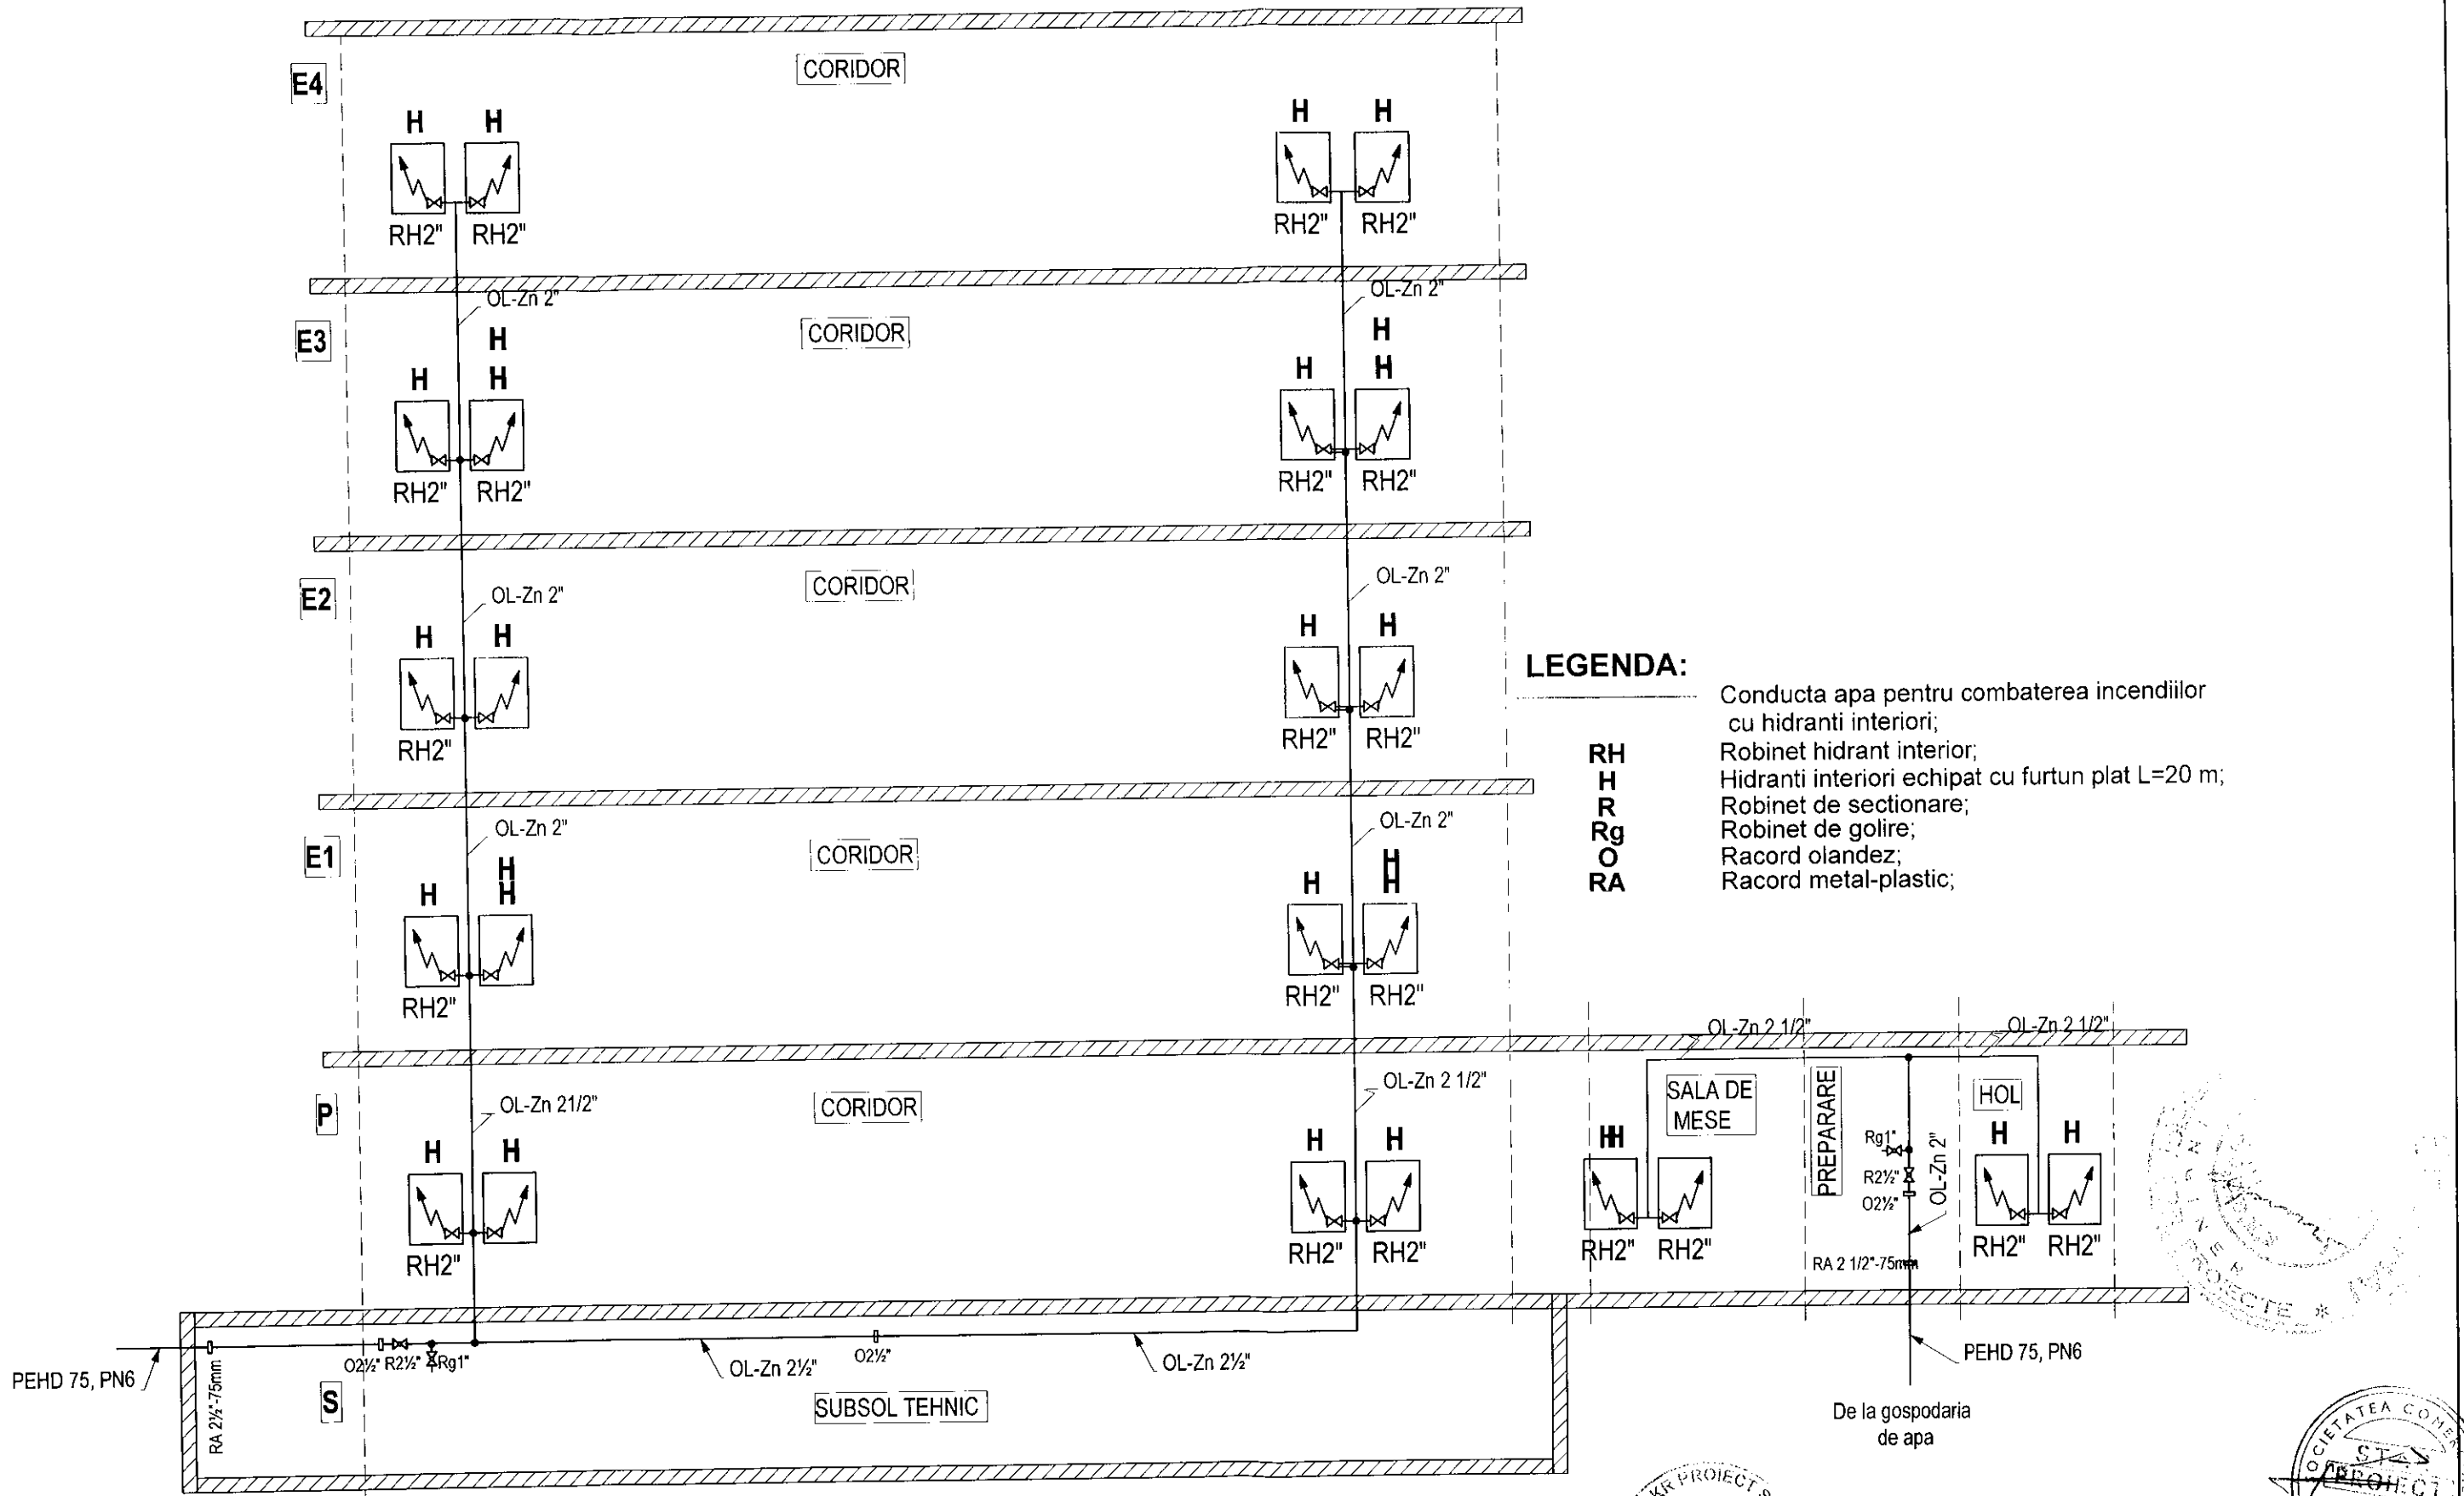 E4
CORIDOR
H H
H H
RH2" RH2"
RH2" RH2"
OL-Zn 2"
OL-Zn 2"
E3
CORIDOR
H
H
H H
H H
RH2" RH2"
RH2" RH2"
E2
CORIDOR
OL-Zn 2"
OL-Zn 2"
H H
H H
RH2"
RH2" RH2"
LEGENDA:
Conducta apa pentru combaterea incendiilor
cu hidranti interiori;
RH Robinet hidrant interior;
H Hidranti interiori echipat cu furtun plat L=20 m;
R Robinet de sectionare;
Rg Robinet de golire;
O Racord olandez;
RA Racord metal-plastic;
E1
CORIDOR
OL-Zn 2"
OL-Zn 2"
H
H
H H
H H
RH2"
RH2" RH2"
OL-Zn 2 1/2"
OL-Zn 2 1/2"
P
CORIDOR
OL-Zn 21/2"
OL-Zn 2 1/2"
SALA DE
MESE
PREPARARE
HOL
H H
H H
HH
H H
Rg1"
R2½"
O2½"
OL-Zn 2"
RH2"
RH2" RH2"
RH2" RH2"
RH2" RH2"
RA 2 1/2"-75mm
PEHD 75, PN6
PEHD 75, PN6
RA 2½"-75mm
O2½" R2½" Rg1"
OL-Zn 2½"
O2½"
OL-Zn 2½"
S
SUBSOL TEHNIC
De la gospodaria
de apa
KR PROIECT S
SOCIETATEA COMER
PROIECT